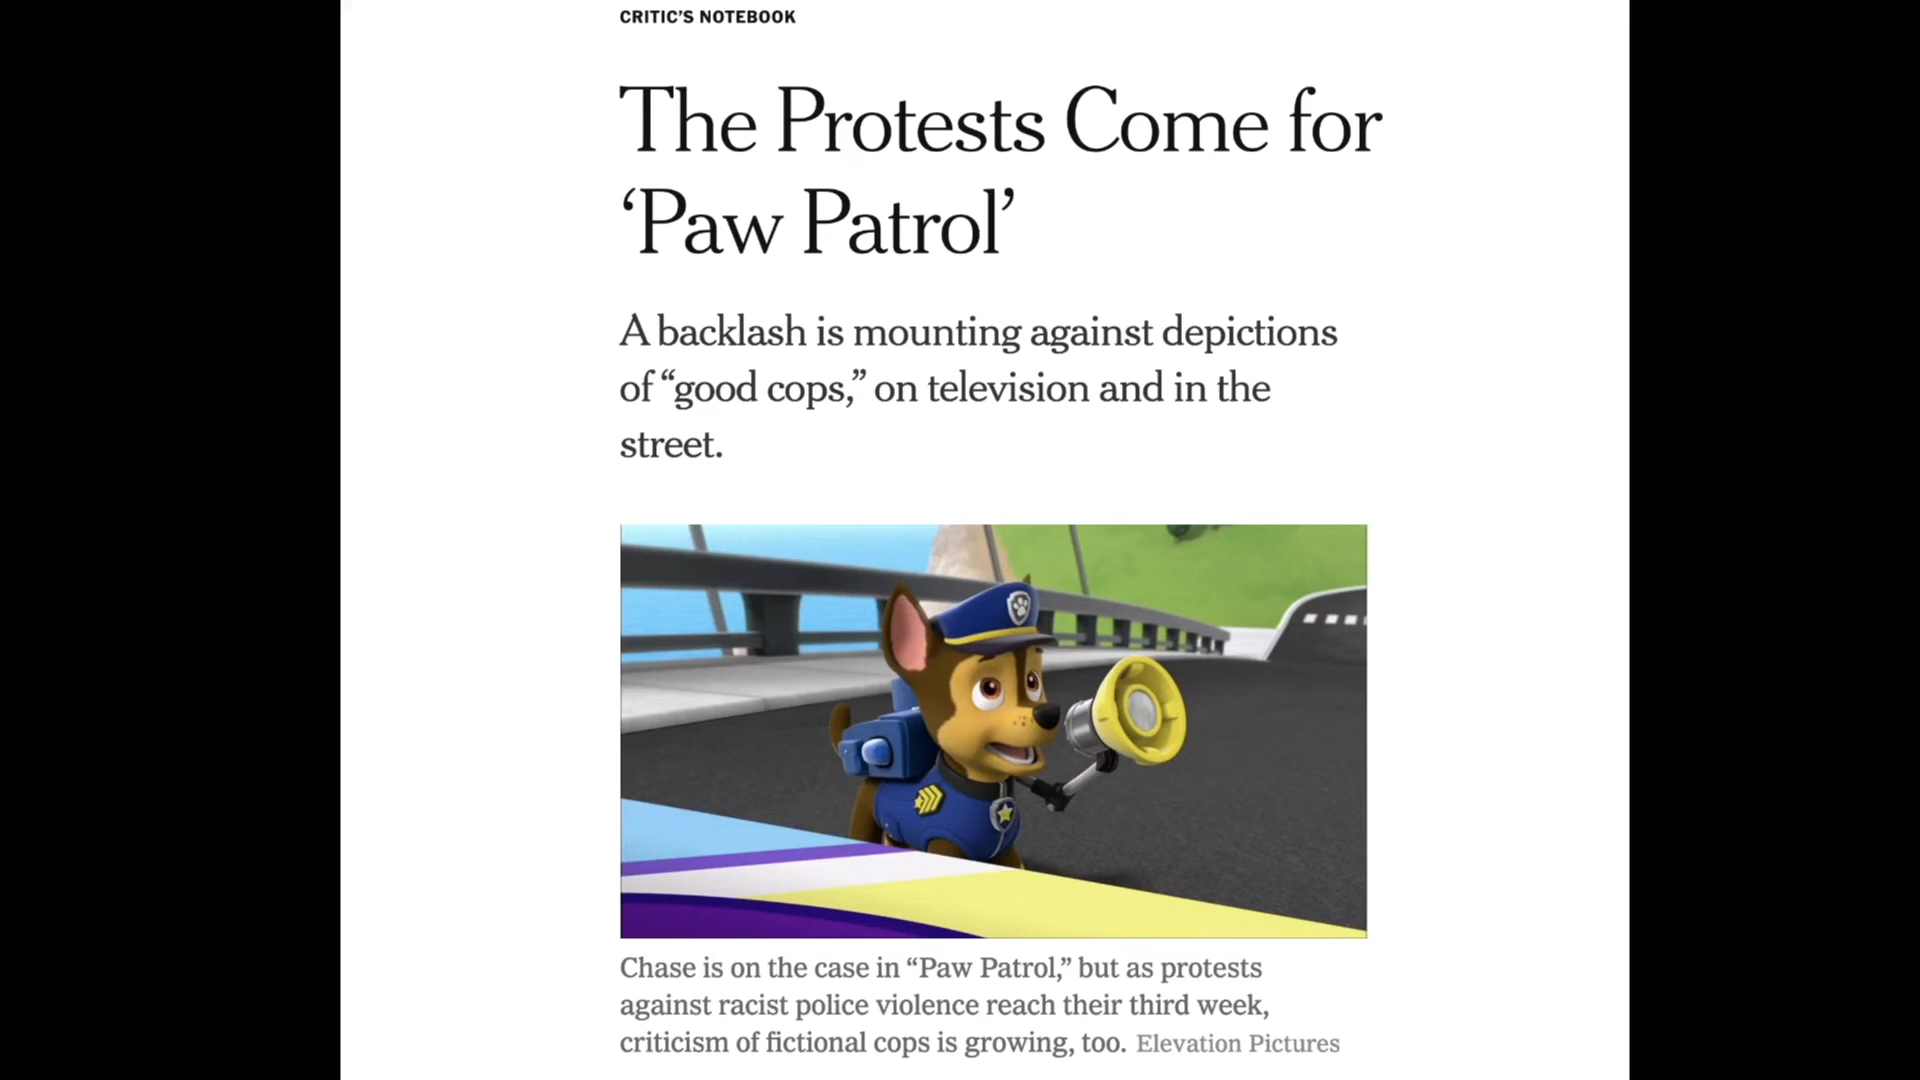 CRITIC’S NOTEBOOK
The Protests Come for
‘Paw Patrol’
A backlash is mounting against depictions
of “good cops,” on television and in the
street.
Chase is on the case in “Paw Patrol,” but as protests
against racist police violence reach their third week,
criticism of fictional cops is growing, too. Elevation Pictures